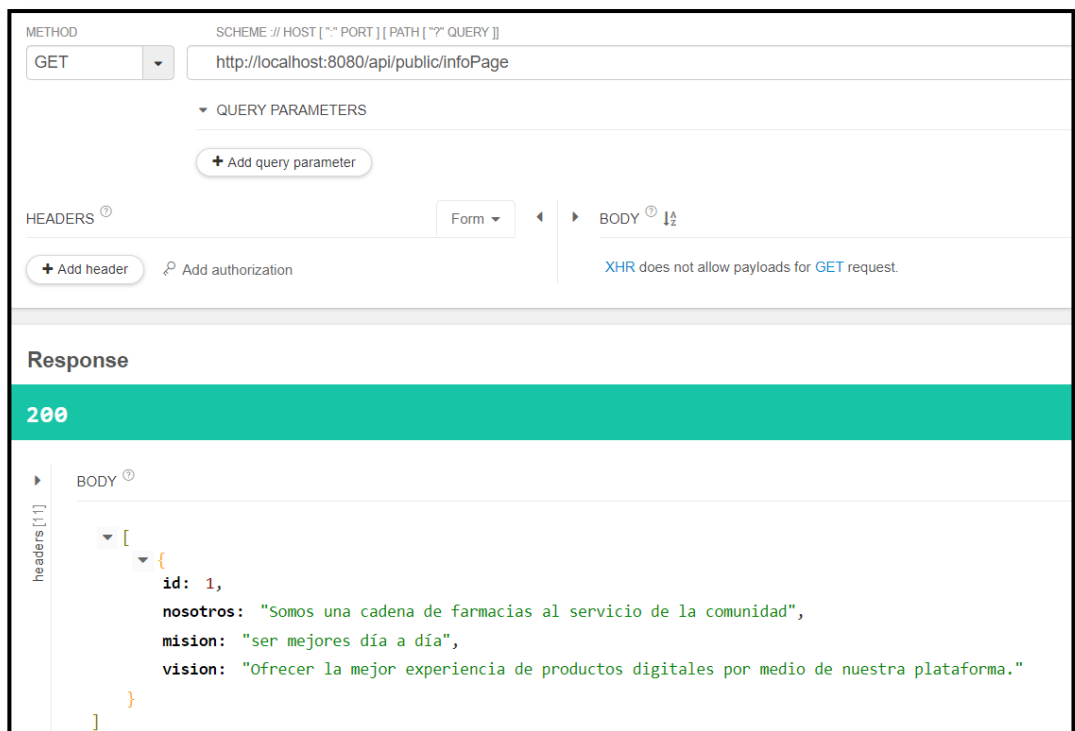 METHOD
SCHEME :// HOST [ ":" PORT ] [ PATH [ "?" QUERY ]]
GET
http://localhost:8080/api/public/infoPage
QUERY PARAMETERS
+ Add query parameter
HEADERS ?
Form
BODY ? AZ
+ Add header
Add authorization
XHR does not allow payloads for GET request.
Response
200
headers [11]
BODY ?
[
{
id: 1,
nosotros: "Somos una cadena de farmacias al servicio de la comunidad",
mision: "ser mejores día a día",
vision: "Ofrecer la mejor experiencia de productos digitales por medio de nuestra plataforma."
}
]